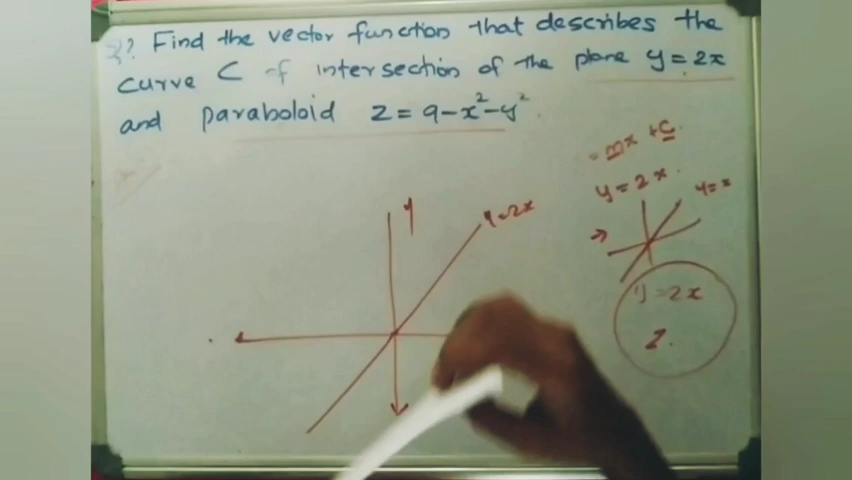 Find the vector function that describes the
curve C of intersection of the plane y = 2x
and paraboloid z = 9-x²-y².
= mx + c.
y = 2x.
y = x
y
y=2x
y=2x
z.